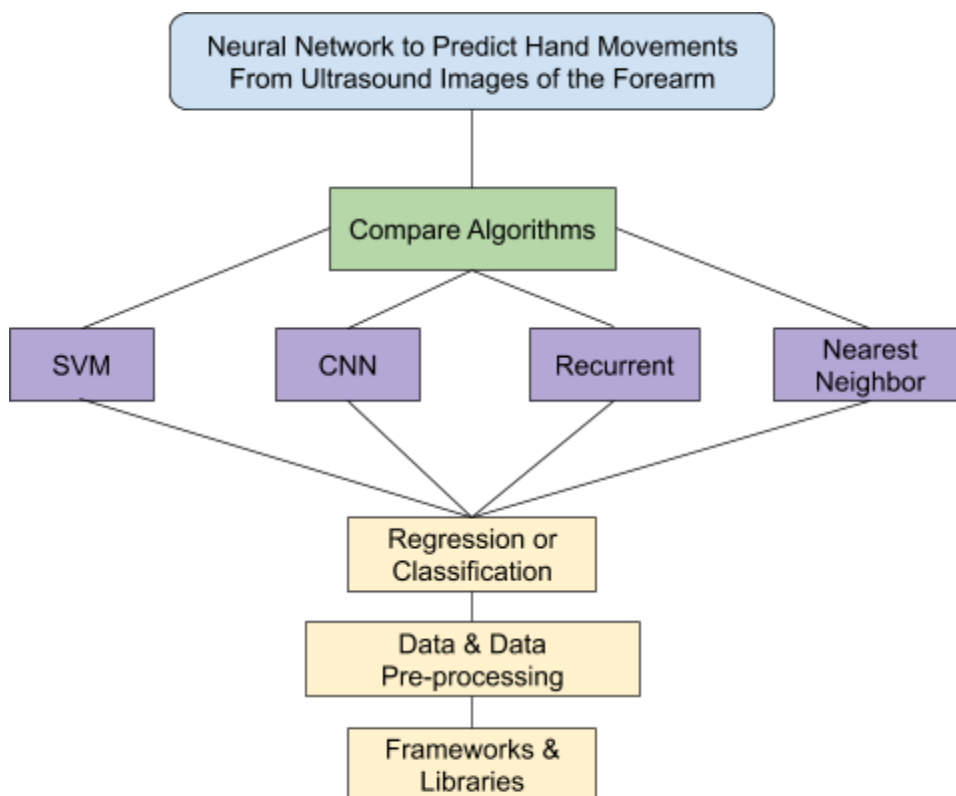 Neural Network to Predict Hand Movements
From Ultrasound Images of the Forearm
Compare Algorithms
SVM
CNN
Recurrent
Nearest
Neighbor
Regression or
Classification
Data & Data
Pre-processing
Frameworks &
Libraries